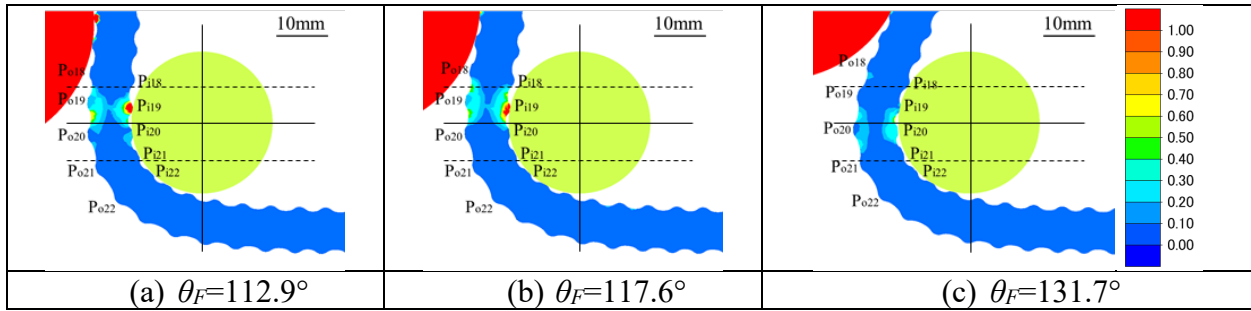 10mm
Po18
Pi18
Po19
Pi19
Po20
Pi20
Pi21
Po21
Pi22
Po22
(a) θF=112.9°
10mm
Po18
Pi18
Po19
Pi19
Po20
Pi20
Pi21
Po21
Pi22
Po22
(b) θF=117.6°
10mm
Po18
Pi18
Po19
Pi19
Po20
Pi20
Pi21
Po21
Pi22
Po22
(c) θF=131.7°
1.00
0.90
0.80
0.70
0.60
0.50
0.40
0.30
0.20
0.10
0.00